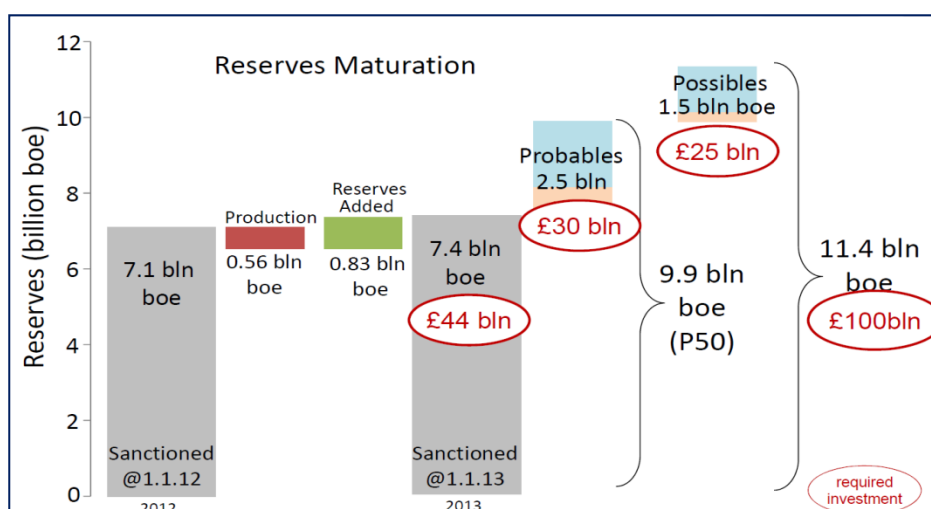 Reserves Maturation
Reserves (billion boe)
12
10
8
6
4
2
0
7.1 bln
boe
Sanctioned
@1.1.12
2012
Production
0.56 bln
boe
Reserves
Added
0.83 bln
boe
7.4 bln
boe
£44 bln
Sanctioned
@1.1.13
2013
Probables
2.5 bln
£30 bln
9.9 bln
boe
(P50)
Possibles
1.5 bln boe
£25 bln
11.4 bln
boe
£100bln
required
investment